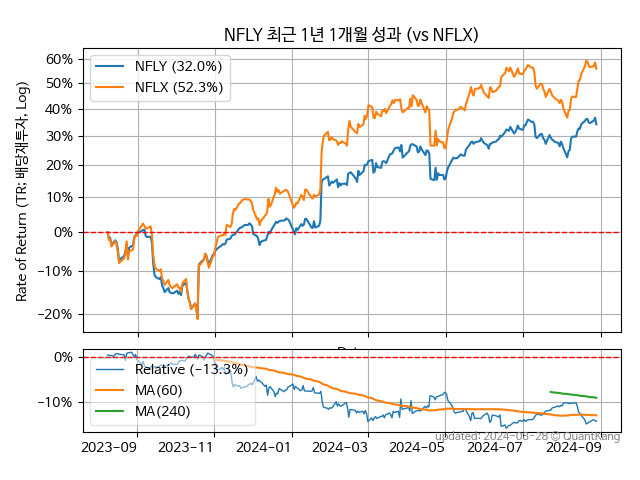 NFLY 최근 1년 1개월 성과 (vs NFLX)
Rate of Return (TR; 배당재투자, Log)
60%
50%
40%
30%
20%
10%
0%
−10%
−20%
NFLY (32.0%)
NFLX (52.3%)
0%
−10%
Relative (−13.3%)
MA(60)
MA(240)
2023−09
2023−11
2024−01
2024−03
2024−05
2024−07
2024−09
updated: 2024−08−28 © QuantKang